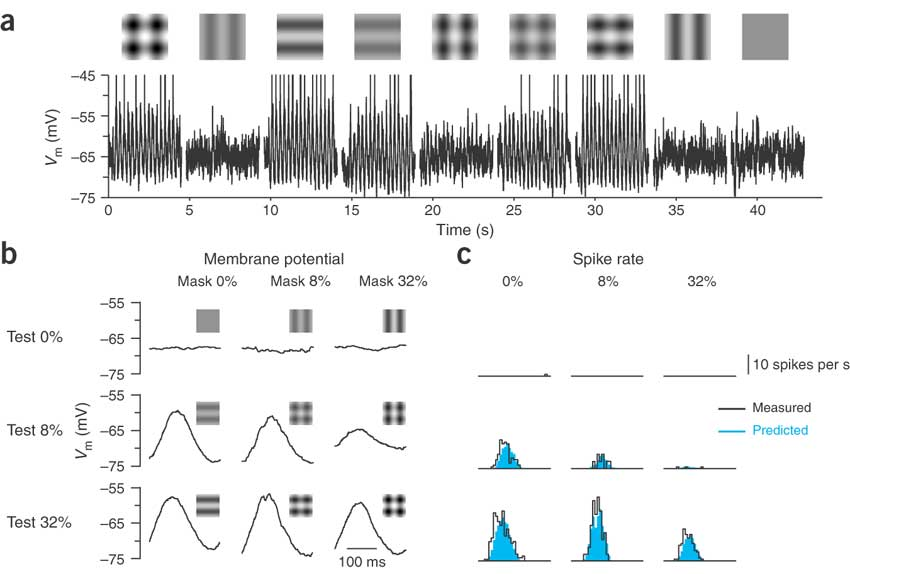 a
−45
−55
−65
−75
Vm (mV)
0 5 10 15 20 25 30 35 40
Time (s)
b
Membrane potential
Mask 0% Mask 8% Mask 32%
Test 0%
−55
−65
−75
Test 8%
−55
−65
−75
Vm (mV)
Test 32%
−55
−65
−75
100 ms
c
Spike rate
0% 8% 32%
10 spikes per s
Measured
Predicted